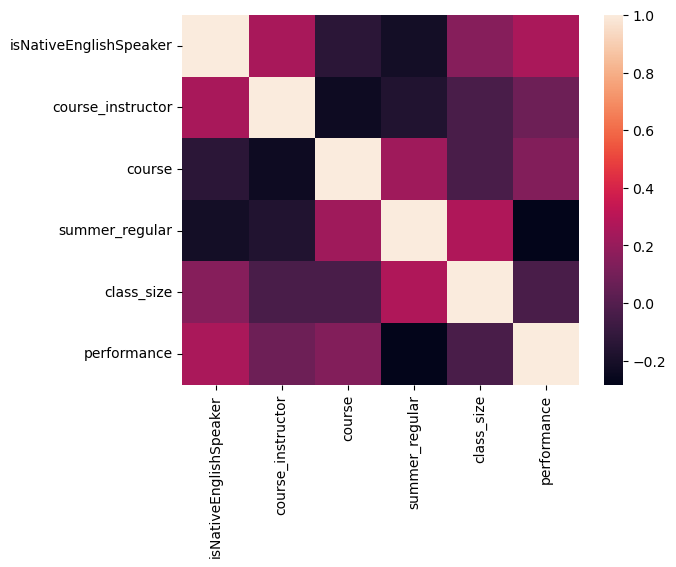 isNativeEnglishSpeaker
course_instructor
course
summer_regular
class_size
performance
isNativeEnglishSpeaker
course_instructor
course
summer_regular
class_size
performance
1.0
0.8
0.6
0.4
0.2
0.0
−0.2